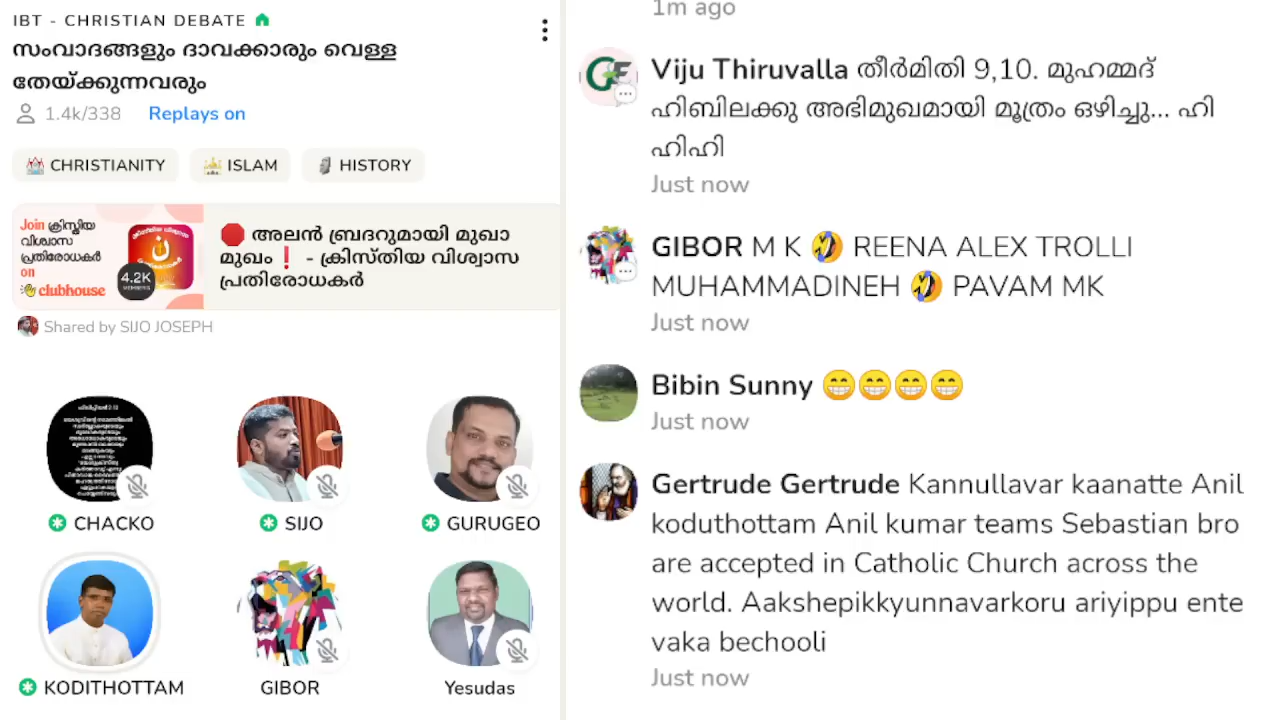 IBT - CHRISTIAN DEBATE
സംവാദങ്ങളും ദാവക്കാരും വെള്ള
തേയ്ക്കുന്നവരും
1.4k/338 Replays on
CHRISTIANITY
ISLAM
HISTORY
Join ക്രിസ്തീയ
വിശ്വാസ
പ്രതിരോധകർ
on
clubhouse
4.2K
MEMBERS
🛑 അലൻ ബ്രദറുമായി മുഖാ
മുഖം❗ - ക്രിസ്തിയ വിശ്വാസ
പ്രതിരോധകർ
Shared by SIJO JOSEPH
CHACKO
SIJO
GURUGEO
KODITHOTTAM
GIBOR
Yesudas
1m ago
Viju Thiruvalla തീർമിതി 9,10. മുഹമ്മദ്
ഹിബിലക്കു അഭിമുഖമായി മൂത്രം ഒഴിച്ചു... ഹി
ഹിഹി
Just now
GIBOR M K 🤣 REENA ALEX TROLLI
MUHAMMADINEH 🤣 PAVAM MK
Just now
Bibin Sunny 😁😁😁😁
Just now
Gertrude Gertrude Kannullavar kaanatte Anil
koduthottam Anil kumar teams Sebastian bro
are accepted in Catholic Church across the
world. Aakshepikkyunnavarkoru ariyippu ente
vaka bechooli
Just now